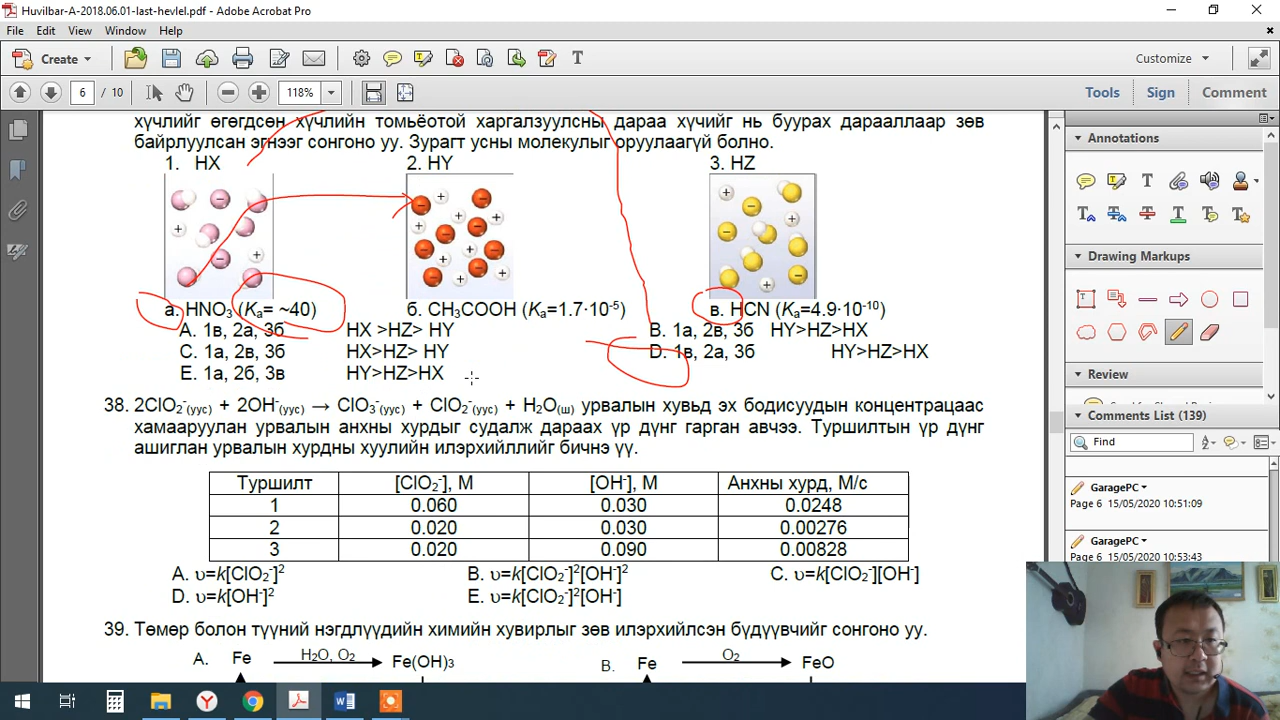 Huvilbar-A-2018.06.01-last-hevlel.pdf - Adobe Acrobat Pro
File Edit View Window Help
Create Customize
6 / 10 118% Tools Sign Comment
хүчлийг өгөгдсөн хүчлийн томьёотой харгалзуулсны дараа хүчийг нь буурах дарааллаар зөв
байрлуулсан эгнээг сонгоно уу. Зурагт усны молекулыг оруулаагүй болно.
1. HX 2. HY 3. HZ
а. HNO₃ (Kₐ= ~40) б. CH₃COOH (Kₐ=1.7·10⁻⁵) в. HCN (Kₐ=4.9·10⁻¹⁰)
A. 1в, 2а, 3б HX >HZ> HY B. 1а, 2в, 3б HY>HZ>HX
C. 1а, 2в, 3б HX>HZ> HY D. 1в, 2а, 3б HY>HZ>HX
E. 1а, 2б, 3в HY>HZ>HX
38. 2ClO₂⁻(уус) + 2OH⁻(уус) → ClO₃⁻(уус) + ClO₂⁻(уус) + H₂O(ш) урвалын хувьд эх бодисуудын концентрацаас
хамааруулан урвалын анхны хурдыг судалж дараах үр дүнг гарган авчээ. Туршилтын үр дүнг
ашиглан урвалын хурдны хуулийн илэрхийллийг бичнэ үү.
Туршилт [ClO₂⁻], M [OH⁻], M Анхны хурд, M/c
1 0.060 0.030 0.0248
2 0.020 0.030 0.00276
3 0.020 0.090 0.00828
A. υ=k[ClO₂⁻]² B. υ=k[ClO₂⁻]²[OH⁻]² C. υ=k[ClO₂⁻][OH⁻]
D. υ=k[OH⁻]² E. υ=k[ClO₂⁻]²[OH⁻]
39. Төмөр болон түүний нэгдлүүдийн химийн хувирлыг зөв илэрхийлсэн бүдүүвчийг сонгоно уу.
A. Fe H₂O, O₂ Fe(OH)₃ B. Fe O₂ FeO
Annotations
Drawing Markups
Review
Comments List (139)
Find
GaragePC
Page 6 15/05/2020 10:51:09
GaragePC
Page 6 15/05/2020 10:53:43